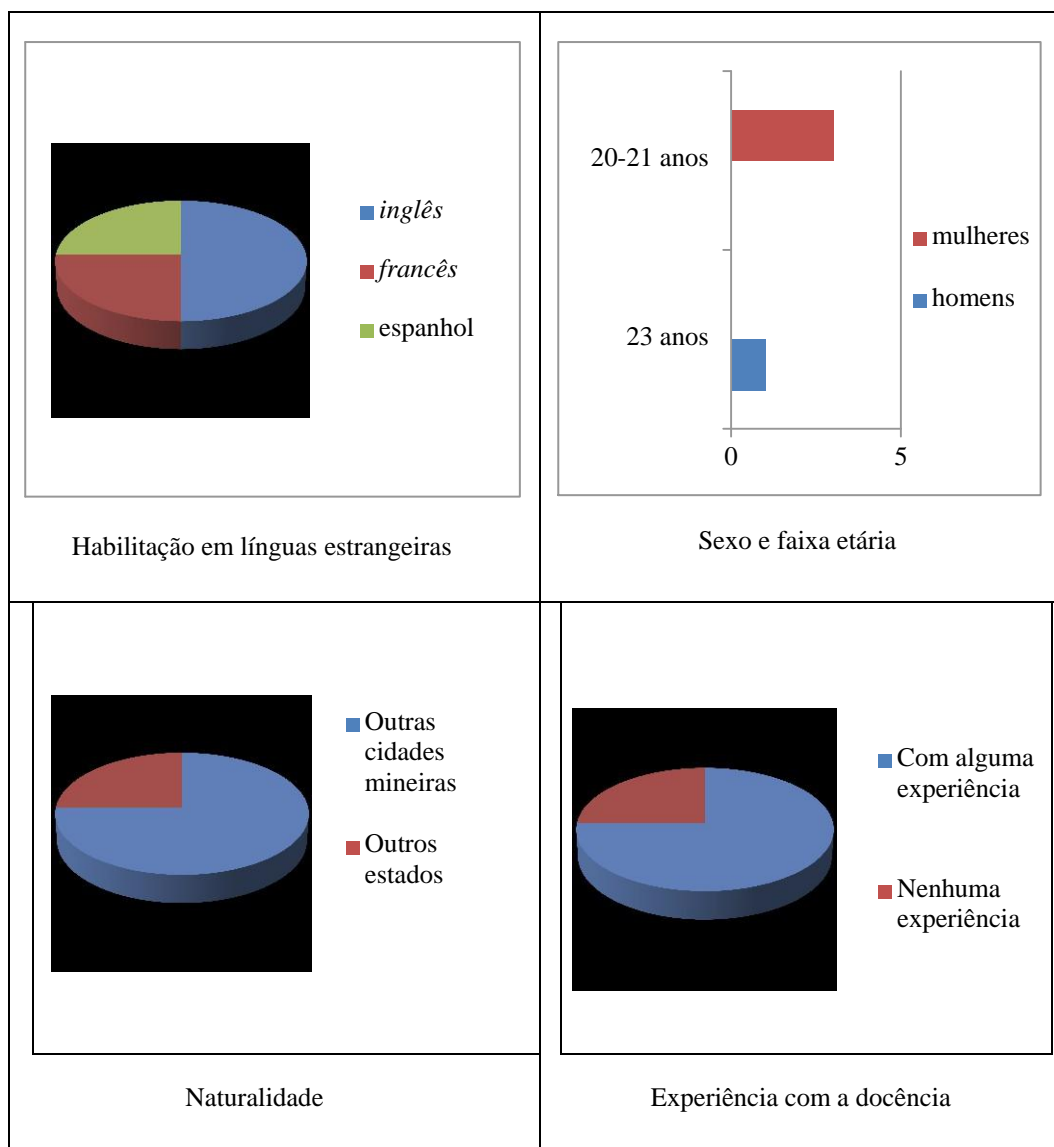 inglês
francês
espanhol
Habilitação em línguas estrangeiras
20-21 anos
23 anos
0 5
mulheres
homens
Sexo e faixa etária
Outras
cidades
mineiras
Outros
estados
Naturalidade
Com alguma
experiência
Nenhuma
experiência
Experiência com a docência